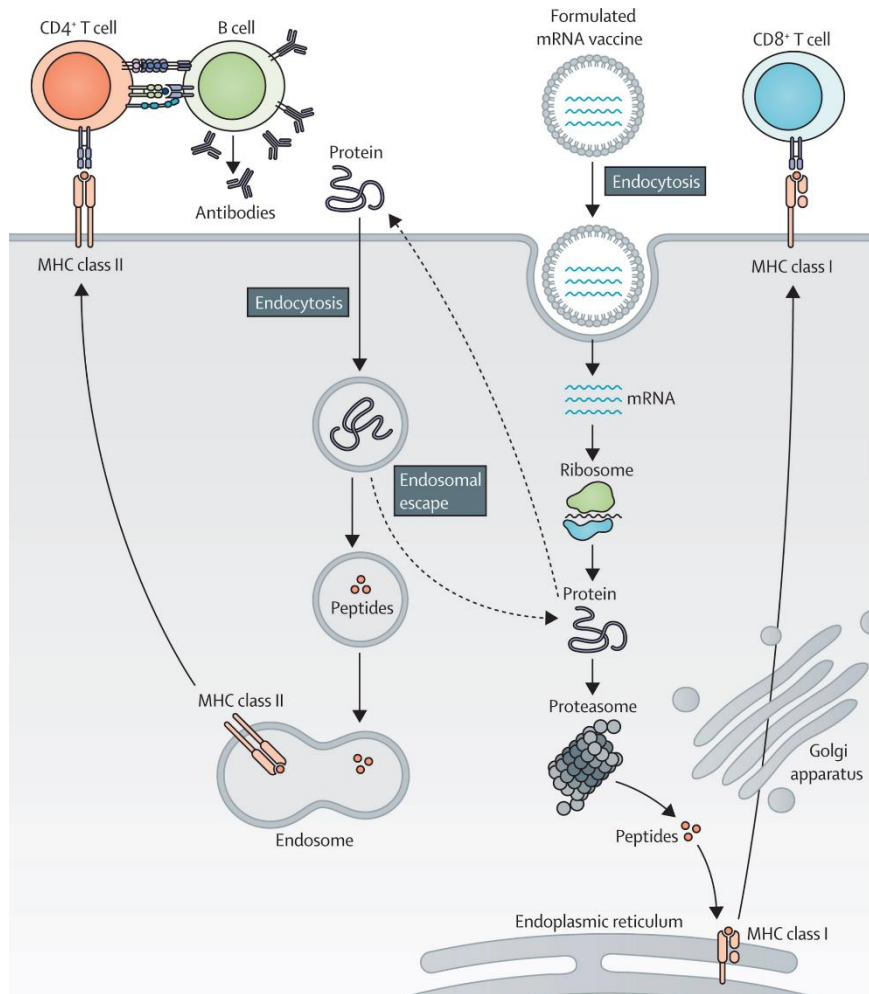 CD4⁺ T cell
B cell
Formulated
mRNA vaccine
CD8⁺ T cell
Protein
Antibodies
Endocytosis
MHC class II
MHC class I
Endocytosis
mRNA
Ribosome
Endosomal
escape
Peptides
Protein
MHC class II
Proteasome
Golgi
apparatus
Endosome
Peptides
Endoplasmic reticulum
MHC class I